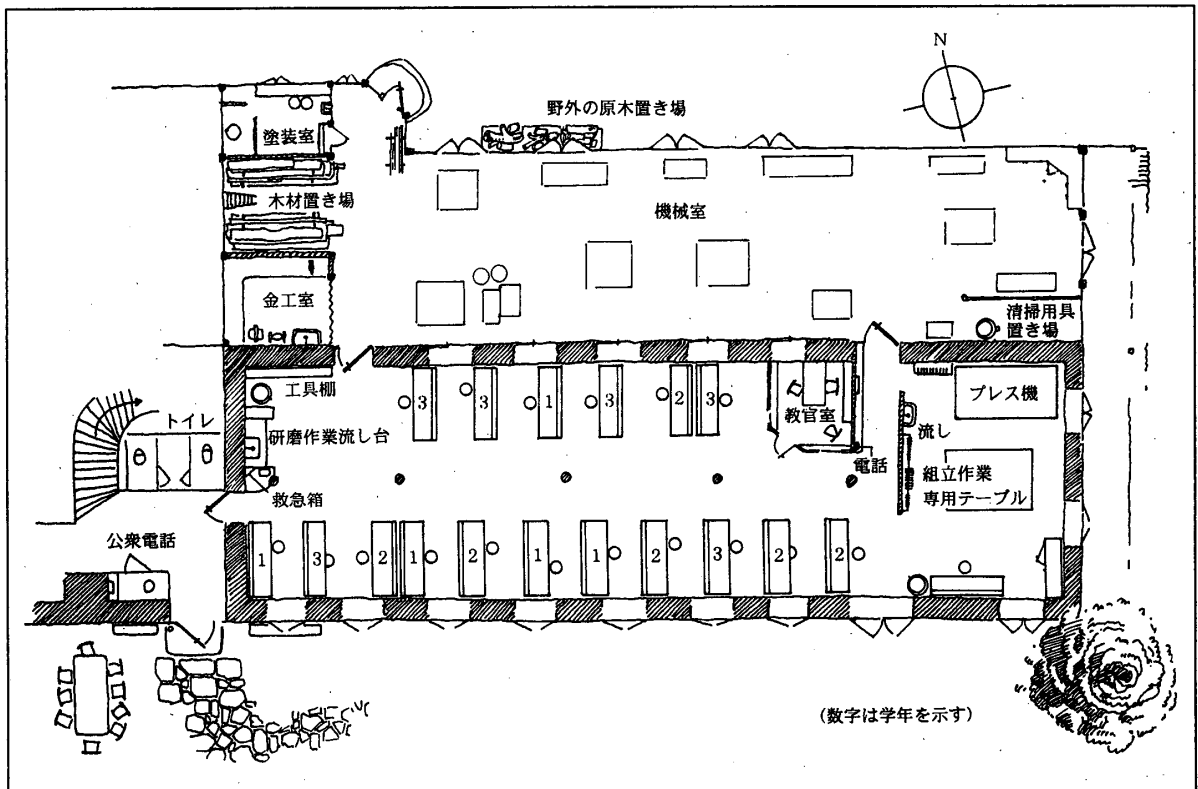 N
野外の原木置き場
塗装室
木材置き場
機械室
金工室
清掃用具
置き場
工具棚
プレス機
トイレ
研磨作業流し台
3
3
1
3
2
3
教官室
流し
電話
組立作業
専用テーブル
救急箱
公衆電話
1
3
2
1
2
1
1
2
3
2
2
(数字は学年を示す)